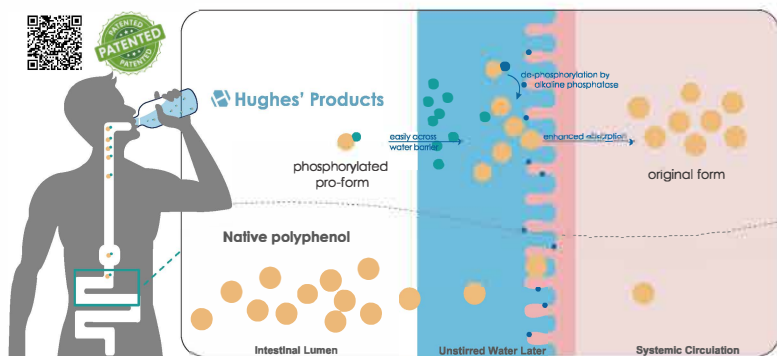 PATENTED
PATENTED
PATENTED
Hughes' Products
de-phosphorylation by
alkaline phosphatase
easily across
water barrier
enhanced absorption
phosphorylated
pro-form
original form
Native polyphenol
Intestinal Lumen
Unstirred Water Later
Systemic Circulation